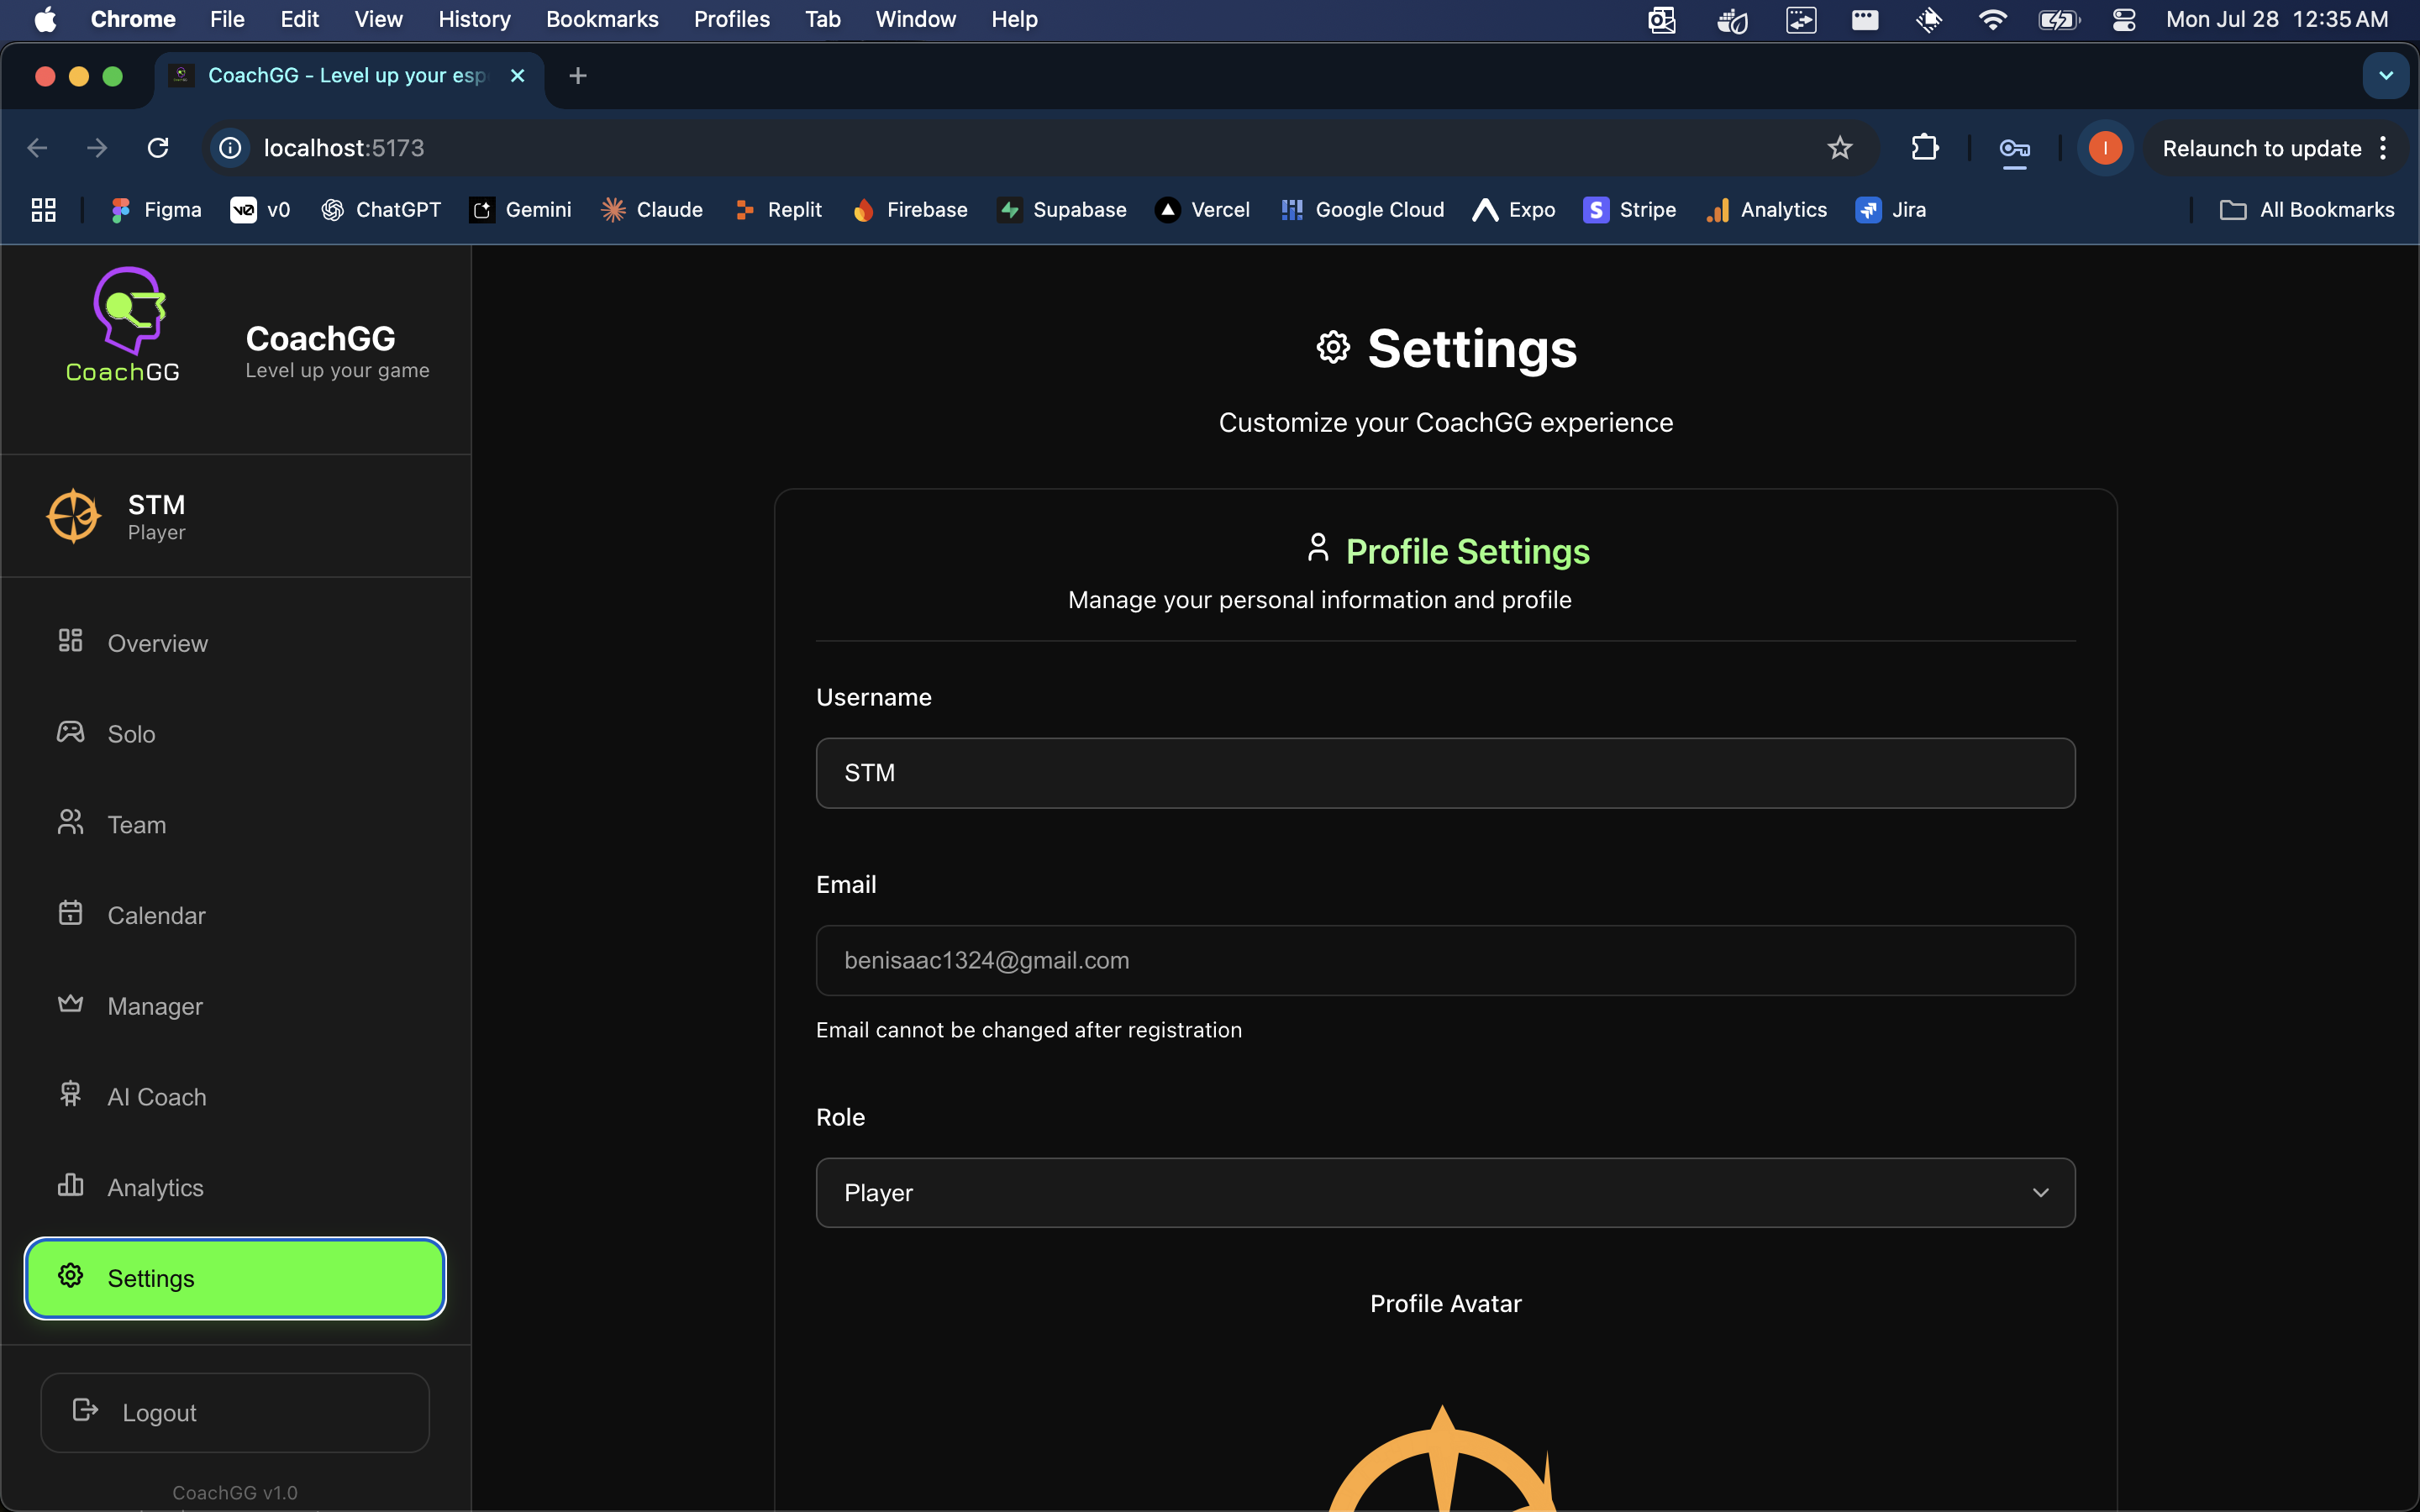 Chrome File Edit View History Bookmarks Profiles Tab Window Help Mon Jul 28 12:35 AM
CoachGG - Level up your esp
localhost:5173 Relaunch to update
Figma v0 ChatGPT Gemini Claude Replit Firebase Supabase Vercel Google Cloud Expo Stripe Analytics Jira All Bookmarks
CoachGG
CoachGG
Level up your game
STM
Player
Overview
Solo
Team
Calendar
Manager
AI Coach
Analytics
Settings
Logout
CoachGG v1.0
Settings
Customize your CoachGG experience
Profile Settings
Manage your personal information and profile
Username
STM
Email
benisaac1324@gmail.com
Email cannot be changed after registration
Role
Player
Profile Avatar